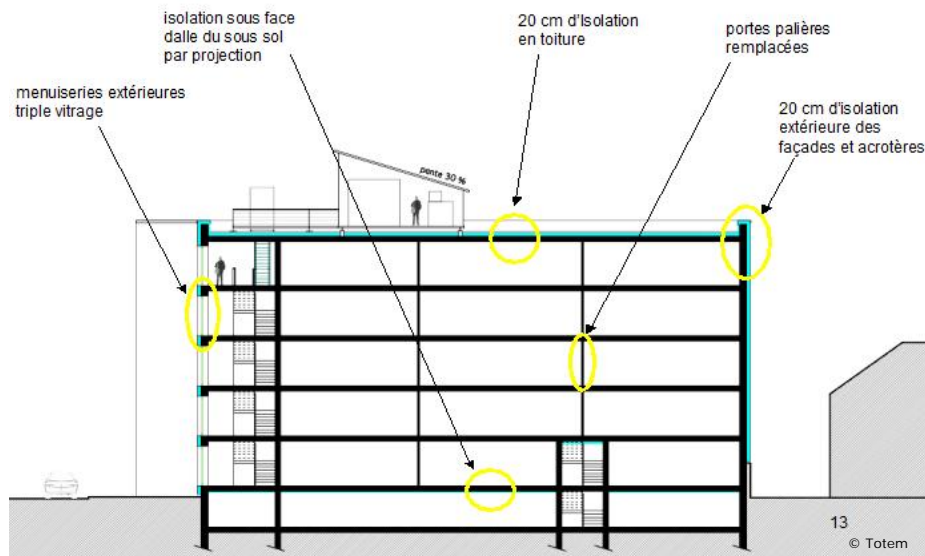 isolation sous face
dalle du sous sol
par projection
20 cm d'Isolation
en toiture
portes palières
remplacées
menuiseries extérieures
triple vitrage
20 cm d'isolation
extérieure des
façades et acrotères
pente 30 %
13
© Totem